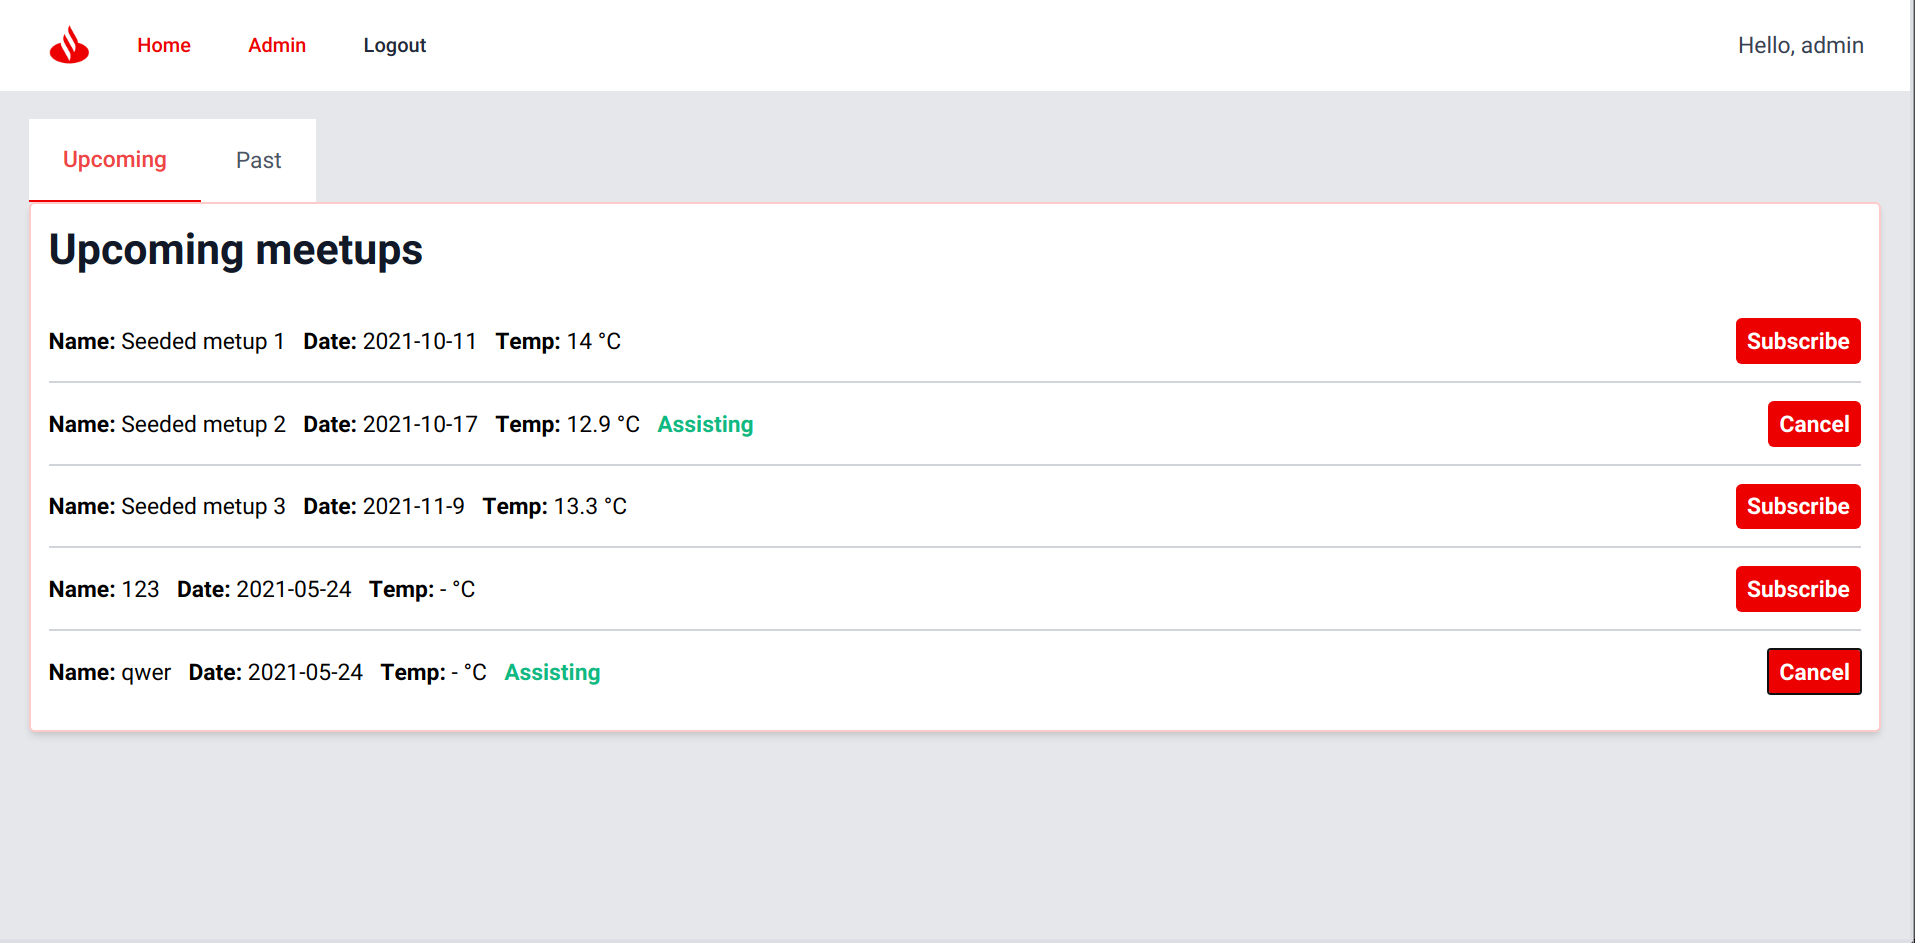 Home Admin Logout Hello, admin
Upcoming Past
Upcoming meetups
Name: Seeded metup 1 Date: 2021-10-11 Temp: 14 °C Subscribe
Name: Seeded metup 2 Date: 2021-10-17 Temp: 12.9 °C Assisting Cancel
Name: Seeded metup 3 Date: 2021-11-9 Temp: 13.3 °C Subscribe
Name: 123 Date: 2021-05-24 Temp: - °C Subscribe
Name: qwer Date: 2021-05-24 Temp: - °C Assisting Cancel